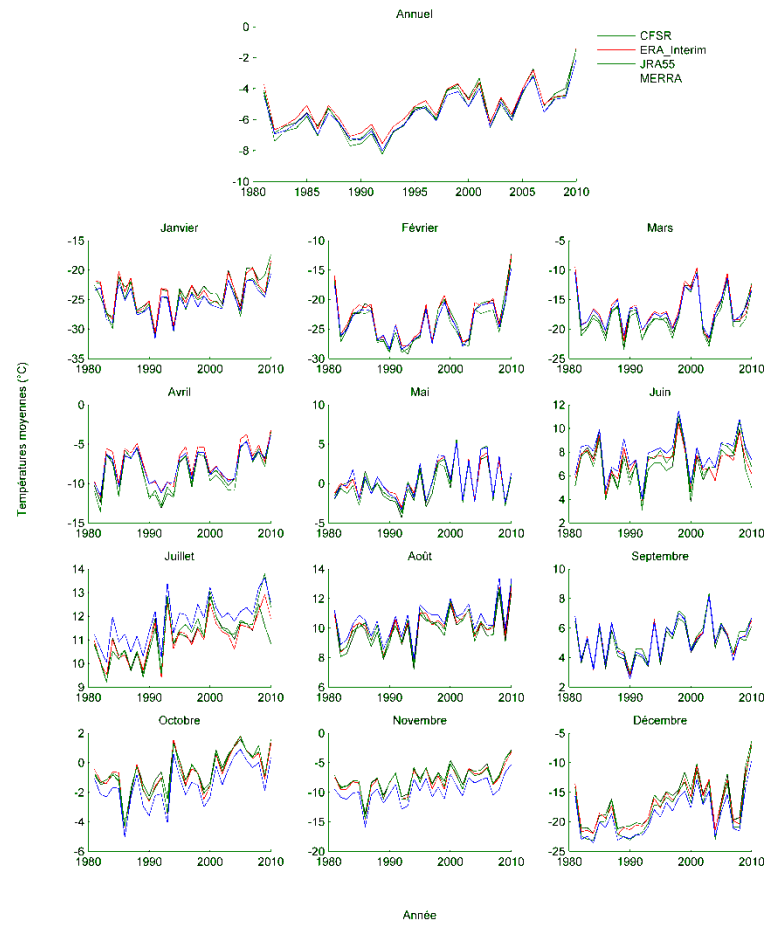 Annuel
0
-2
-4
-6
-8
-10
1980 1985 1990 1995 2000 2005 2010
CFSR
ERA_Interim
JRA55
MERRA
Températures moyennes (°C)
Janvier
-15
-20
-25
-30
-35
1980 1990 2000 2010
Février
-10
-15
-20
-25
-30
1980 1990 2000 2010
Mars
-5
-10
-15
-20
-25
1980 1990 2000 2010
Avril
0
-5
-10
-15
1980 1990 2000 2010
Mai
10
5
0
-5
1980 1990 2000 2010
Juin
12
10
8
6
4
2
1980 1990 2000 2010
Juillet
14
13
12
11
10
9
1980 1990 2000 2010
Août
14
12
10
8
6
1980 1990 2000 2010
Septembre
10
8
6
4
2
1980 1990 2000 2010
Octobre
2
0
-2
-4
-6
1980 1990 2000 2010
Novembre
0
-5
-10
-15
-20
1980 1990 2000 2010
Décembre
-5
-10
-15
-20
-25
1980 1990 2000 2010
Année